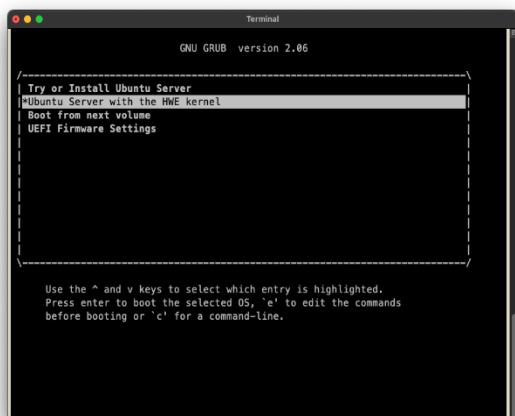 Terminal
GNU GRUB version 2.06
/----------------------------------------------------------------------------\
| Try or Install Ubuntu Server |
|*Ubuntu Server with the HWE kernel |
| Boot from next volume |
| UEFI Firmware Settings |
\----------------------------------------------------------------------------/
Use the ^ and v keys to select which entry is highlighted.
Press enter to boot the selected OS, `e' to edit the commands
before booting or `c' for a command-line.